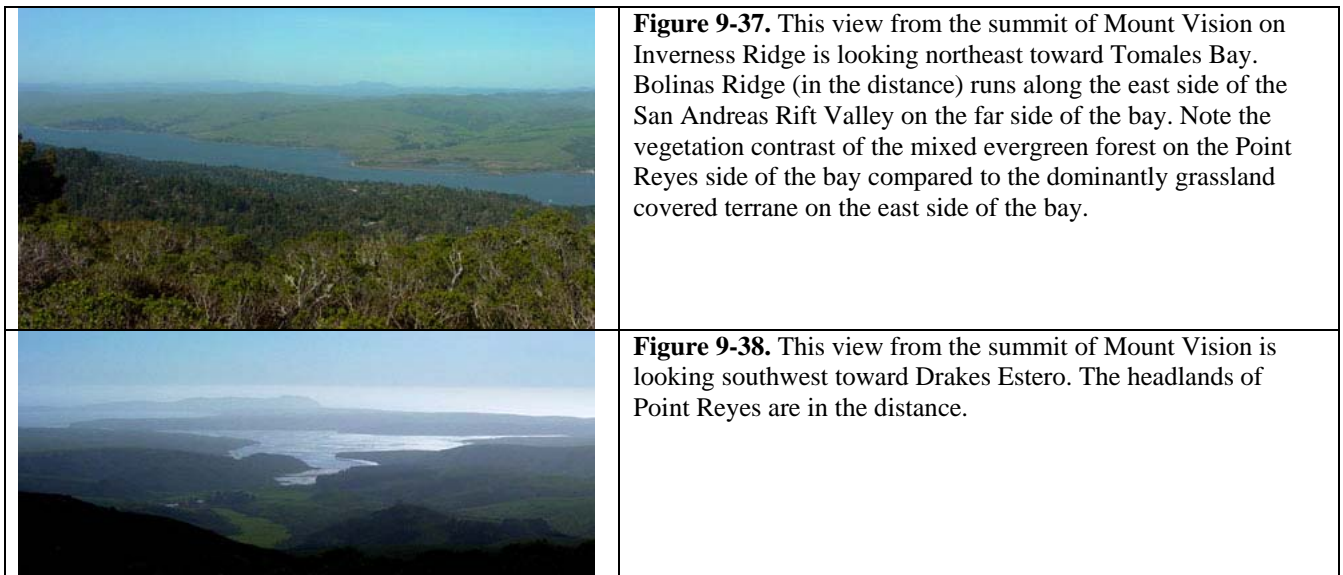 Figure 9-37. This view from the summit of Mount Vision on
Inverness Ridge is looking northeast toward Tomales Bay.
Bolinas Ridge (in the distance) runs along the east side of the
San Andreas Rift Valley on the far side of the bay. Note the
vegetation contrast of the mixed evergreen forest on the Point
Reyes side of the bay compared to the dominantly grassland
covered terrane on the east side of the bay.
Figure 9-38. This view from the summit of Mount Vision is
looking southwest toward Drakes Estero. The headlands of
Point Reyes are in the distance.